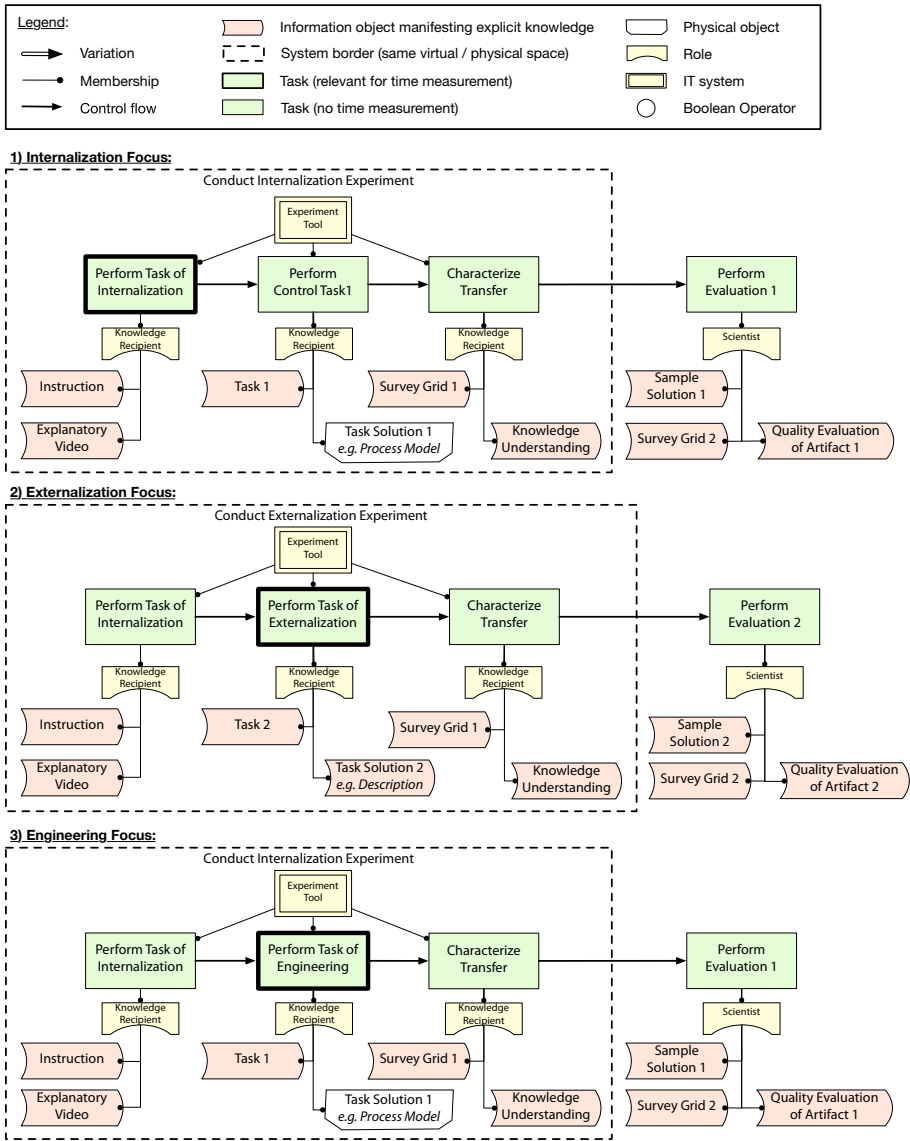 Legend:
Variation
Membership
Control flow
Information object manifesting explicit knowledge
System border (same virtual / physical space)
Task (relevant for time measurement)
Task (no time measurement)
Physical object
Role
IT system
Boolean Operator
1) Internalization Focus:
Conduct Internalization Experiment
Experiment
Tool
Perform Task of
Internalization
Perform
Control Task1
Characterize
Transfer
Perform
Evaluation 1
Knowledge
Recipient
Knowledge
Recipient
Knowledge
Recipient
Scientist
Instruction
Task 1
Survey Grid 1
Sample
Solution 1
Explanatory
Video
Task Solution 1
e.g. Process Model
Knowledge
Understanding
Survey Grid 2
Quality Evaluation
of Artifact 1
2) Externalization Focus:
Conduct Externalization Experiment
Experiment
Tool
Perform Task of
Internalization
Perform Task of
Externalization
Characterize
Transfer
Perform
Evaluation 2
Knowledge
Recipient
Knowledge
Recipient
Knowledge
Recipient
Scientist
Instruction
Task 2
Survey Grid 1
Sample
Solution 2
Explanatory
Video
Task Solution 2
e.g. Description
Knowledge
Understanding
Survey Grid 2
Quality Evaluation
of Artifact 2
3) Engineering Focus:
Conduct Internalization Experiment
Experiment
Tool
Perform Task of
Internalization
Perform Task of
Engineering
Characterize
Transfer
Perform
Evaluation 1
Knowledge
Recipient
Knowledge
Recipient
Knowledge
Recipient
Scientist
Instruction
Task 1
Survey Grid 1
Sample
Solution 1
Explanatory
Video
Task Solution 1
e.g. Process Model
Knowledge
Understanding
Survey Grid 2
Quality Evaluation
of Artifact 1